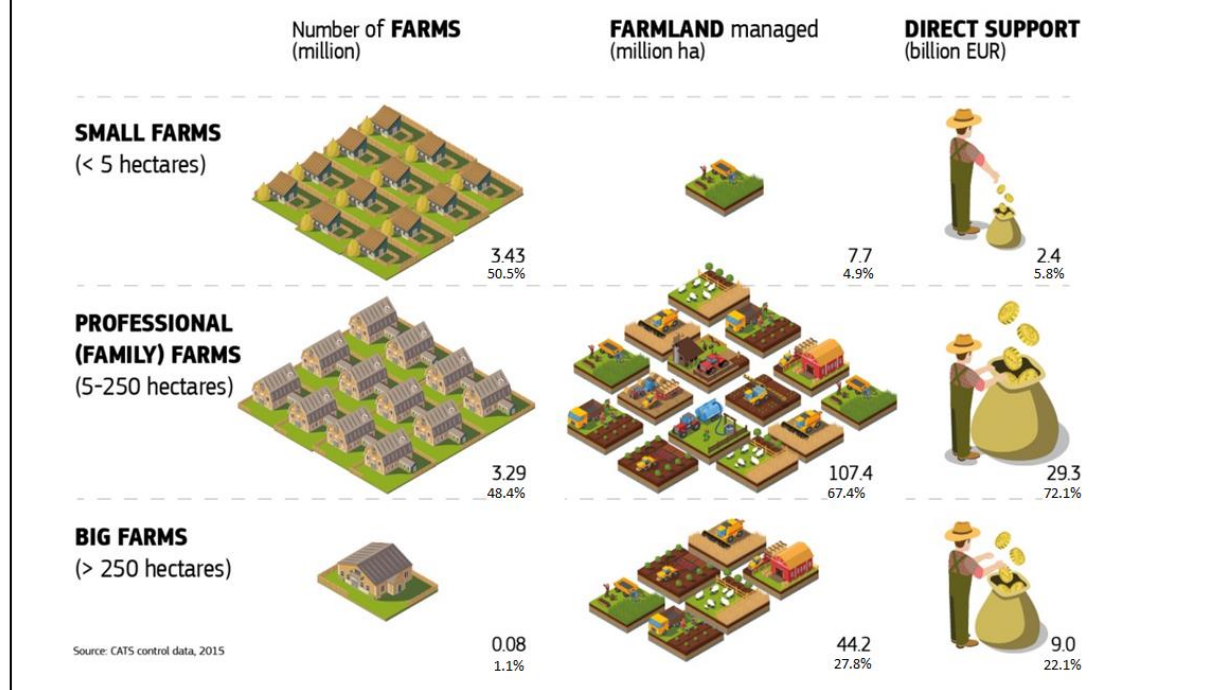 Number of FARMS
(million)
FARMLAND managed
(million ha)
DIRECT SUPPORT
(billion EUR)
SMALL FARMS
(< 5 hectares)
3.43
50.5%
7.7
4.9%
2.4
5.8%
PROFESSIONAL
(FAMILY) FARMS
(5-250 hectares)
3.29
48.4%
107.4
67.4%
29.3
72.1%
BIG FARMS
(> 250 hectares)
0.08
1.1%
44.2
27.8%
9.0
22.1%
Source: CATS control data, 2015